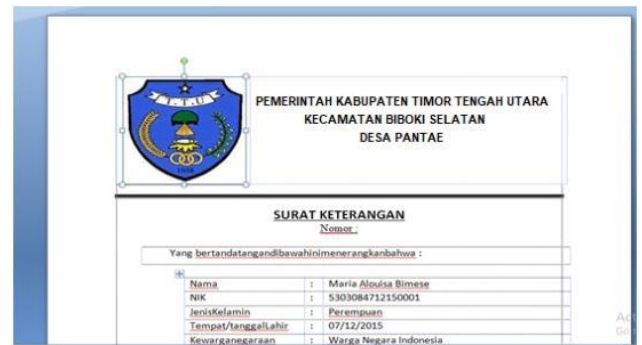 T.T.U
PEMERINTAH KABUPATEN TIMOR TENGAH UTARA
KECAMATAN BIBOKI SELATAN
DESA PANTAE
SURAT KETERANGAN
Nomor :
Yang bertandatangandibawahinimenerangkanbahwa :
Nama : Maria Alouisa Bimese
NIK : 5303084712150001
JenisKelamin : Perempuan
Tempat/tanggalLahir : 07/12/2015
Kewarganegaraan : Warga Negara Indonesia